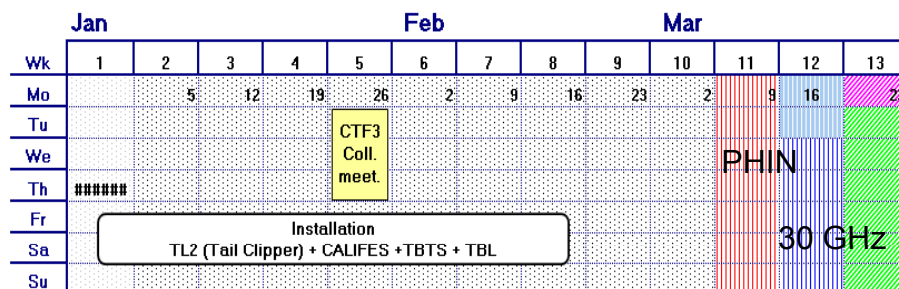 Jan Feb Mar
Wk 1 2 3 4 5 6 7 8 9 10 11 12 13
Mo 5 12 19 26 2 9 16 23 2 9 16
Tu
CTF3
We
Coll.
PHIN
meet.
Th ######
Fr
Installation
Sa
TL2 (Tail Clipper) + CALIFES +TBTS + TBL
30 GHz
Su